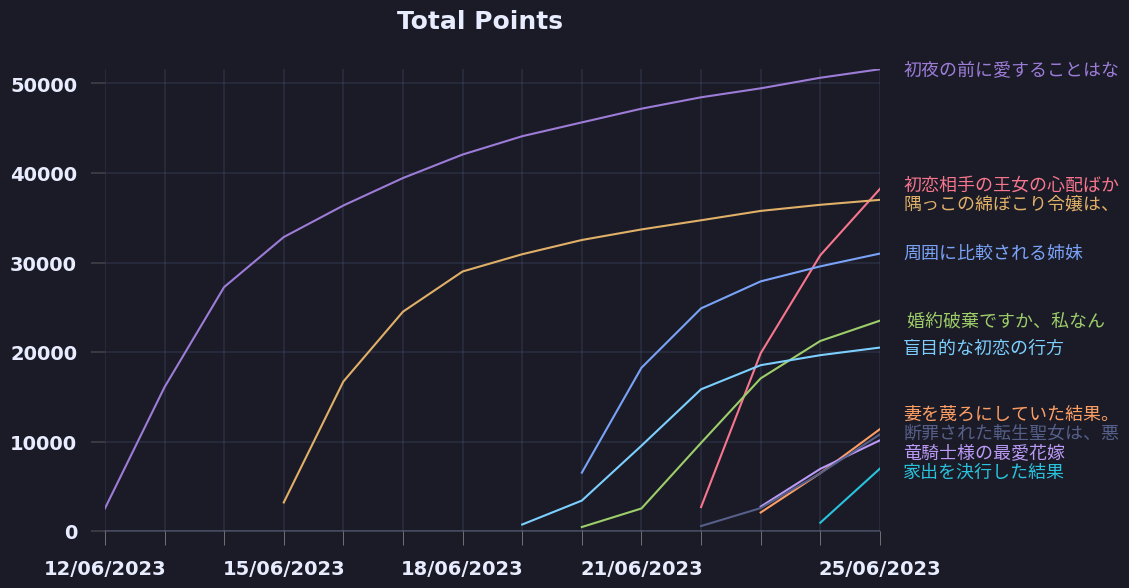 Total Points
50000
40000
30000
20000
10000
0
12/06/2023
15/06/2023
18/06/2023
21/06/2023
25/06/2023
初夜の前に愛することはな
初恋相手の王女の心配ばか
隅っこの綿ぼこり令嬢は、
周囲に比較される姉妹
婚約破棄ですか、私なん
盲目的な初恋の行方
妻を蔑ろにしていた結果。
断罪された転生聖女は、悪
竜騎士様の最愛花嫁
家出を決行した結果